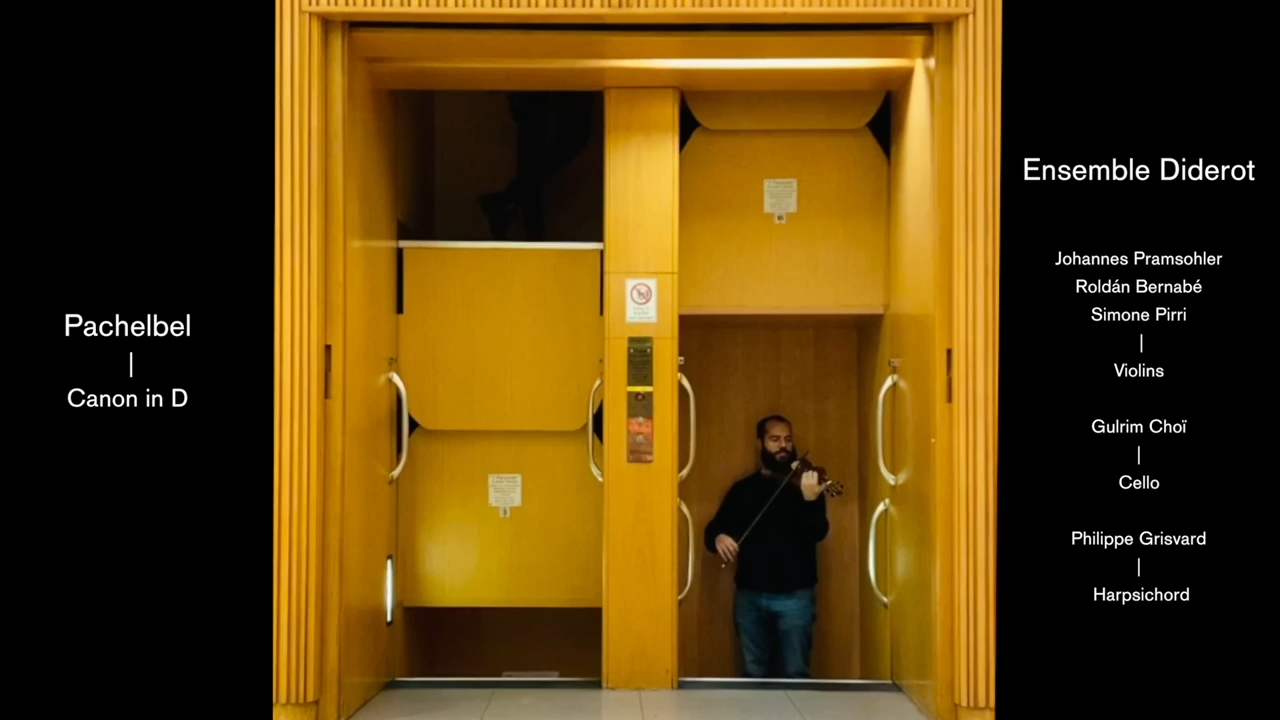 Pachelbel
|
Canon in D
Ensemble Diderot
Johannes Pramsohler
Roldán Bernabé
Simone Pirri
|
Violins
Gulrim Choï
|
Cello
Philippe Grisvard
|
Harpsichord